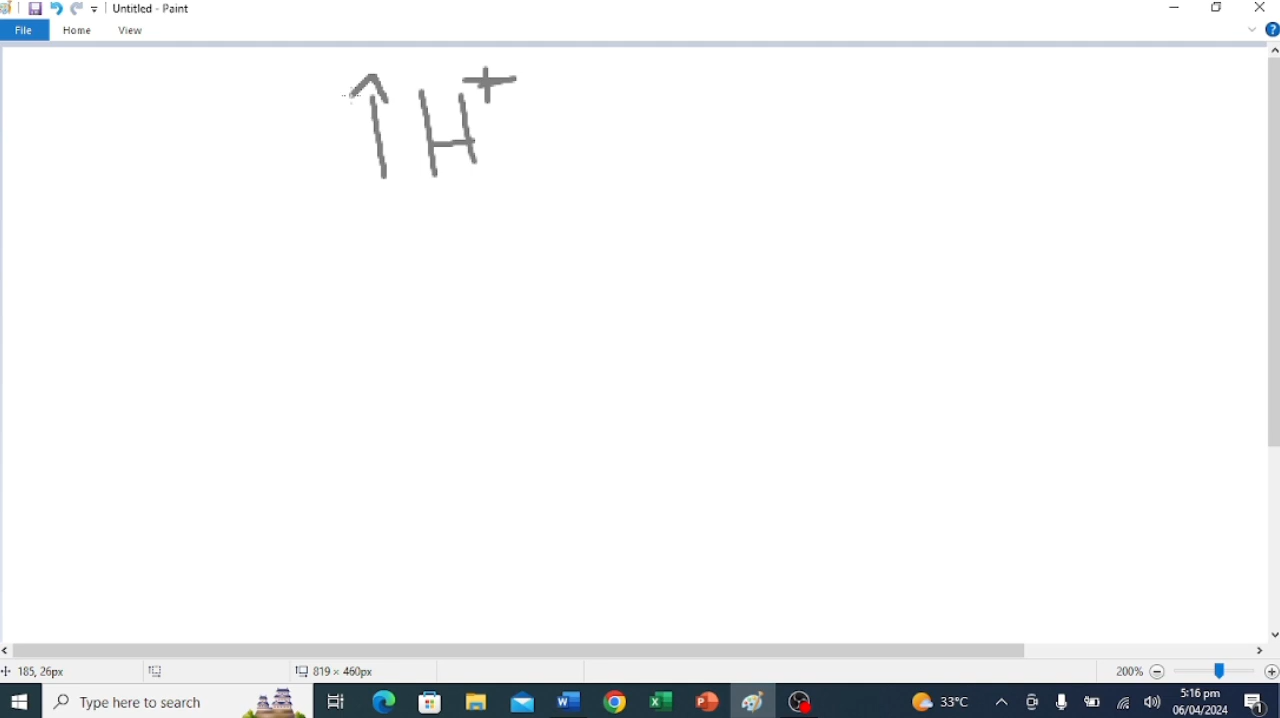 Untitled - Paint
File Home View
↑ H⁺
185, 26px
819 × 460px
200%
Type here to search
33°C
5:16 pm
06/04/2024